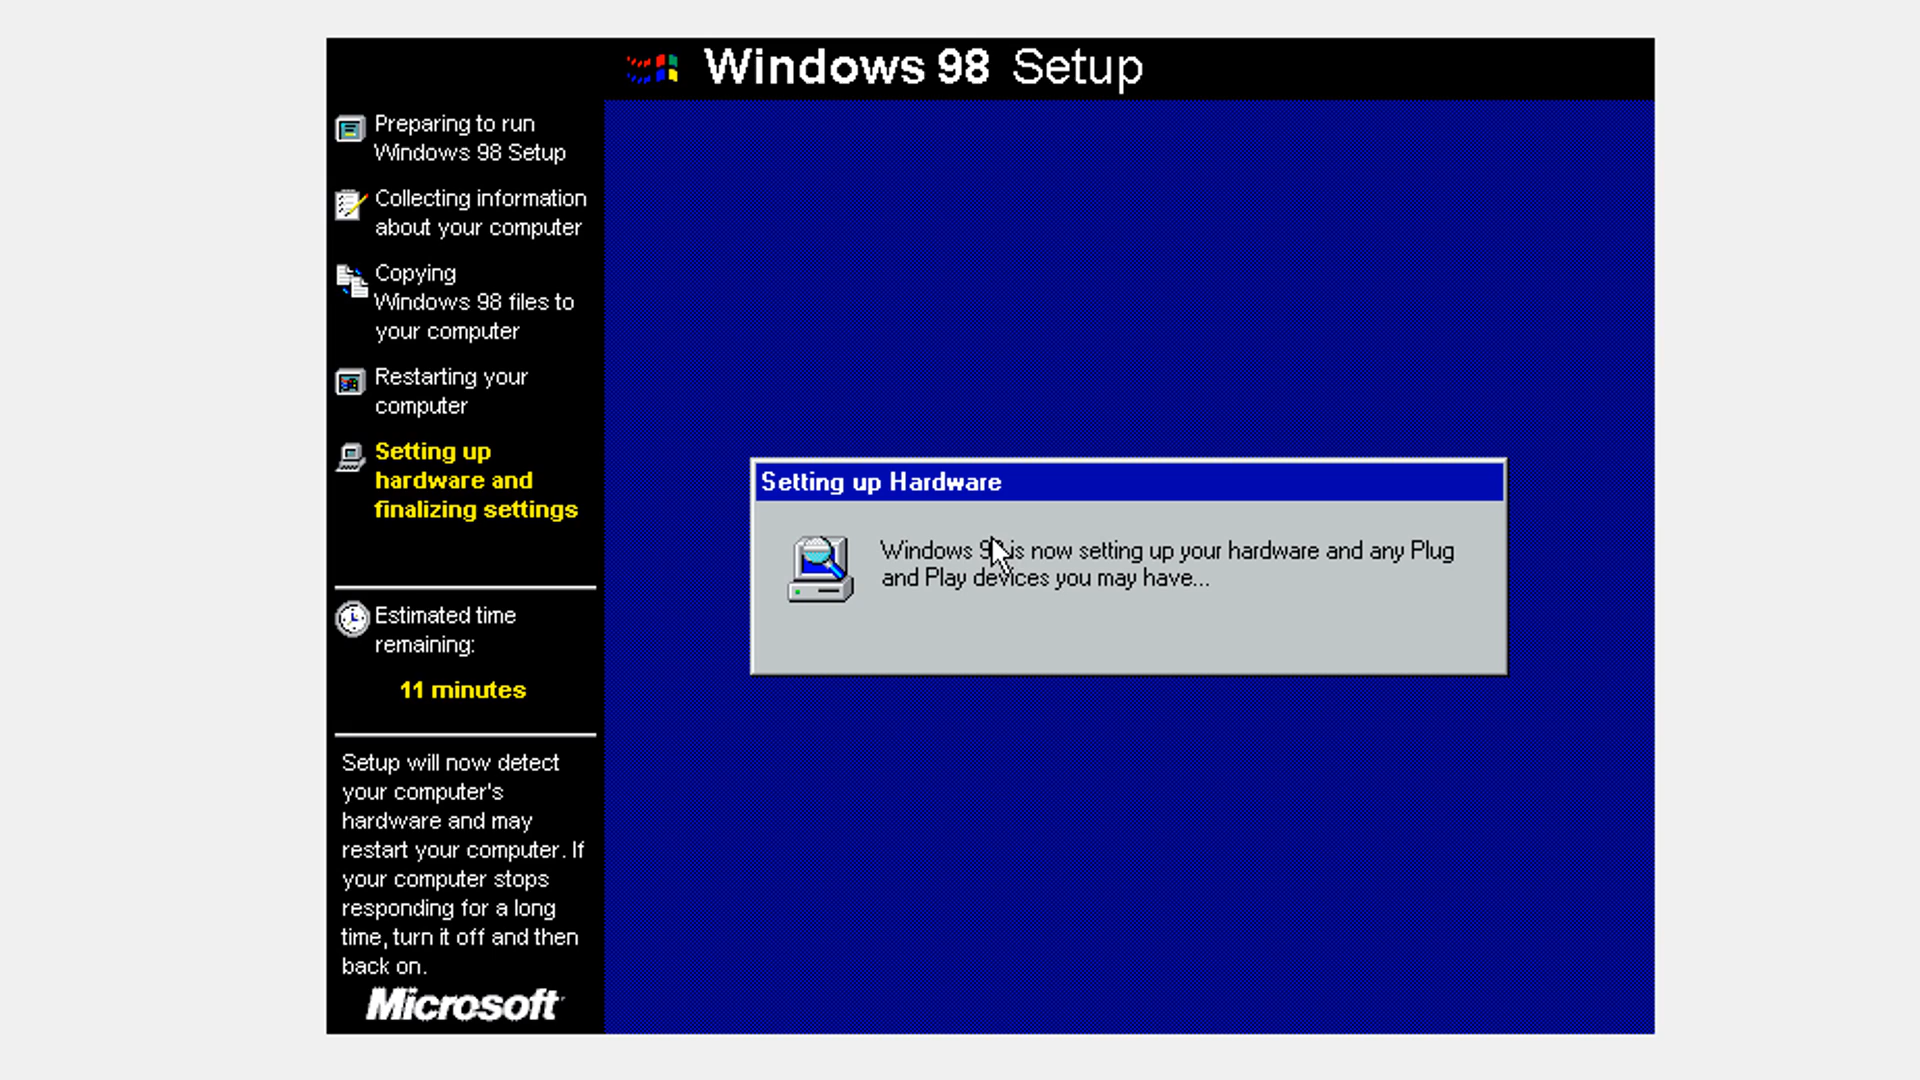 Windows 98 Setup
Preparing to run
Windows 98 Setup
Collecting information
about your computer
Copying
Windows 98 files to
your computer
Restarting your
computer
Setting up
hardware and
finalizing settings
Estimated time
remaining:
11 minutes
Setup will now detect
your computer's
hardware and may
restart your computer. If
your computer stops
responding for a long
time, turn it off and then
back on.
Microsoft
Setting up Hardware
Windows 98 is now setting up your hardware and any Plug
and Play devices you may have...